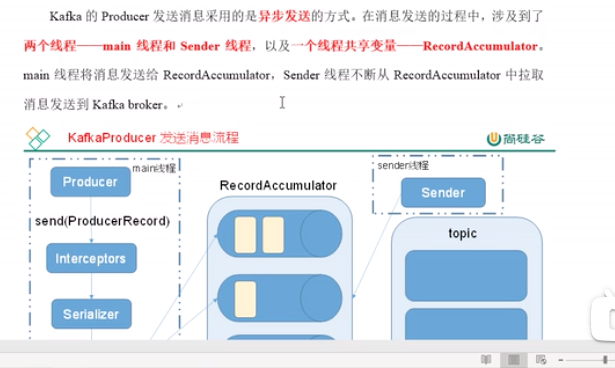 Kafka 的 Producer 发送消息采用的是异步发送的方式。在消息发送的过程中，涉及到了
两个线程——main 线程和 Sender 线程，以及一个线程共享变量——RecordAccumulator。
main 线程将消息发送给 RecordAccumulator，Sender 线程不断从 RecordAccumulator 中拉取
消息发送到 Kafka broker。
KafkaProducer 发送消息流程
尚硅谷
main线程
Producer
send(ProducerRecord)
Interceptors
Serializer
RecordAccumulator
sender线程
Sender
topic